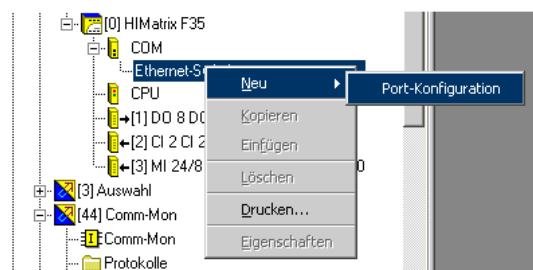 [0] HIMatrix F35
COM
Ethernet-S
Neu
Port-Konfiguration
CPU
Kopieren
[1] DO 8 DO
Einfügen
[2] CI 2 CI 2
[3] MI 24/8
Löschen
[3] Auswahl
Drucken...
[44] Comm-Mon
Comm-Mon
Eigenschaften
Protokolle